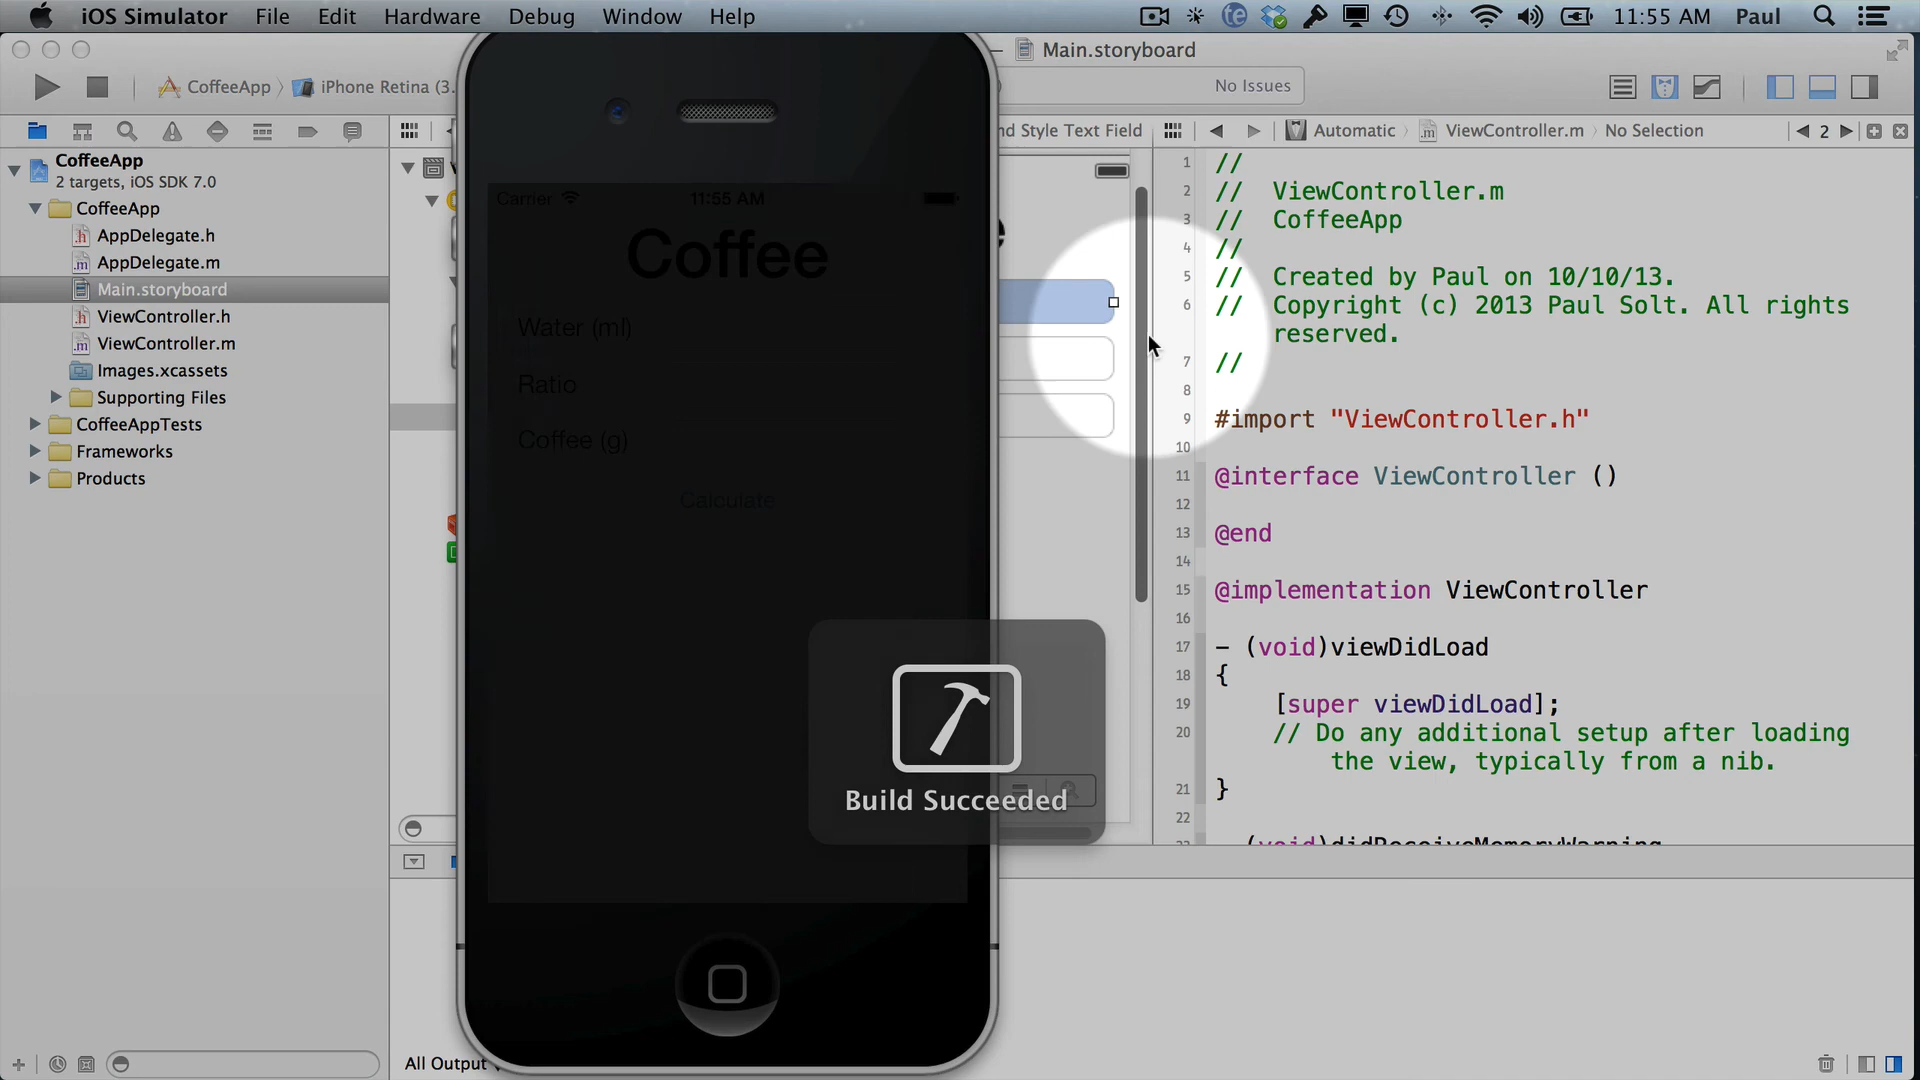 iOS Simulator File Edit Hardware Debug Window Help 11:55 AM Paul
Main.storyboard
CoffeeApp iPhone Retina (3.
No Issues
nd Style Text Field
Automatic ViewController.m No Selection 2
CoffeeApp
2 targets, iOS SDK 7.0
CoffeeApp
AppDelegate.h
AppDelegate.m
Main.storyboard
ViewController.h
ViewController.m
Images.xcassets
Supporting Files
CoffeeAppTests
Frameworks
Products
Carrier 11:55 AM
Coffee
Water (ml)
Ratio
Coffee (g)
Calculate
Build Succeeded
1 //
2 // ViewController.m
3 // CoffeeApp
4 //
5 // Created by Paul on 10/10/13.
6 // Copyright (c) 2013 Paul Solt. All rights
reserved.
7 //
8
9 #import "ViewController.h"
10
11 @interface ViewController ()
12
13 @end
14
15 @implementation ViewController
16
17 - (void)viewDidLoad
18 {
19 [super viewDidLoad];
20 // Do any additional setup after loading
the view, typically from a nib.
21 }
22
(void)didReceiveMemoryWarning
All Output